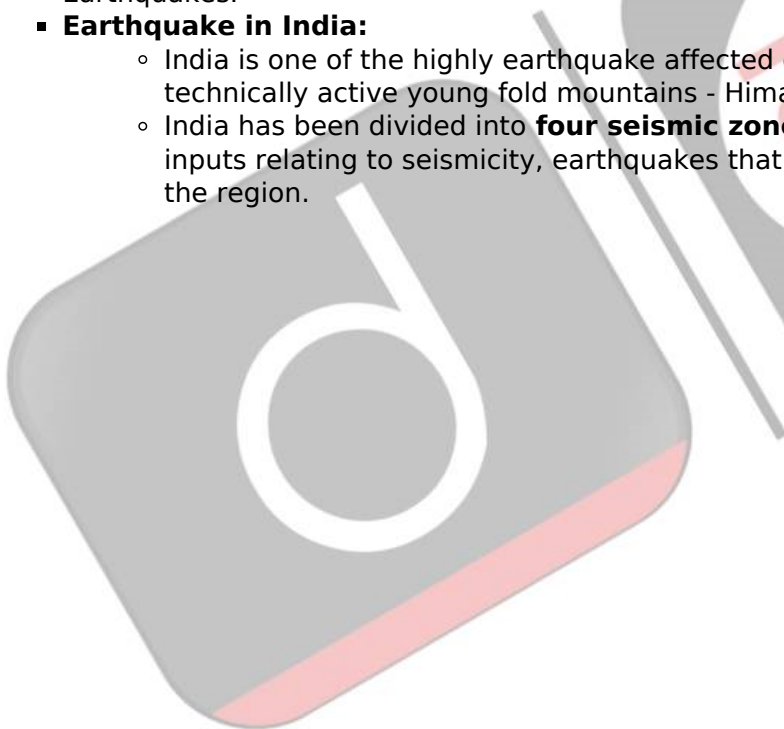 Earthquakes.
▪ Earthquake in India:
◦ India is one of the highly earthquake affected
technically active young fold mountains - Hima
◦ India has been divided into four seismic zon
inputs relating to seismicity, earthquakes that
the region.
d